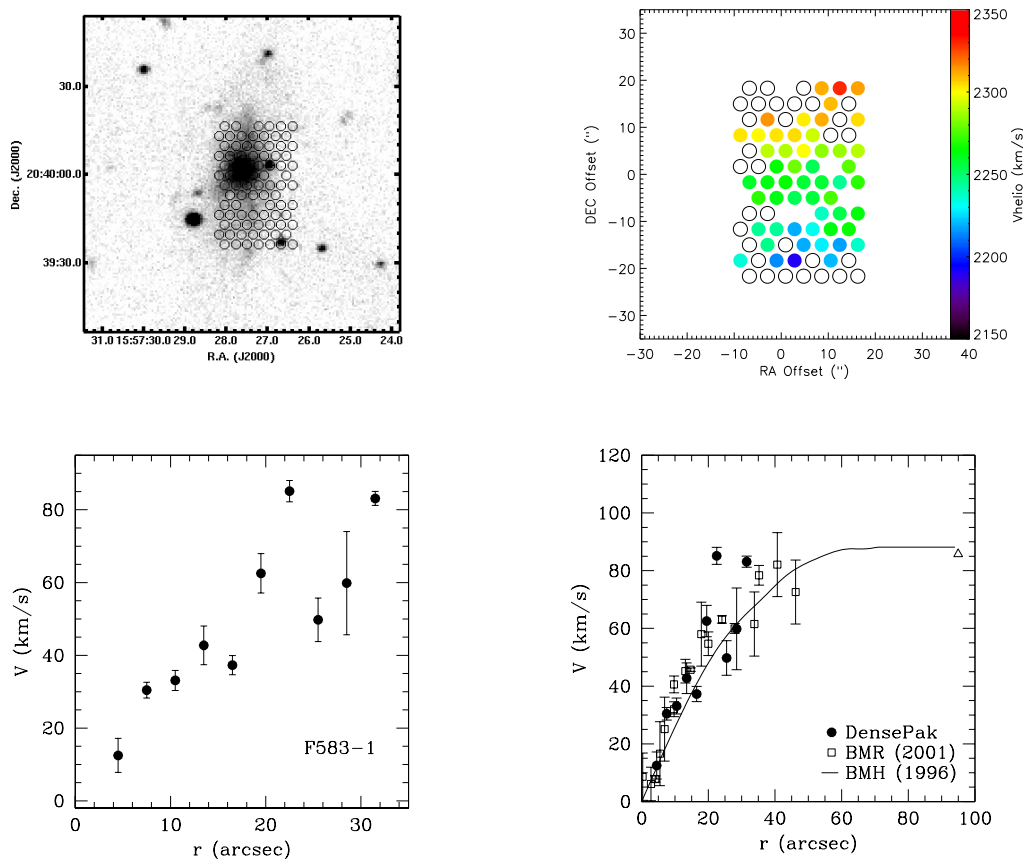 Dec. (J2000)
30.0
20:40:00.0
39:30.0
31.0 15:57:30.0 29.0 28.0 27.0 26.0 25.0 24.0
R.A. (J2000)
DEC Offset (")
30
20
10
0
−10
−20
−30
−30 −20 −10 0 10 20 30 40
RA Offset (")
2350
2300
2250
2200
2150
Vhelio (km/s)
V (km/s)
80
60
40
20
0
F583−1
0 10 20 30
r (arcsec)
V (km/s)
120
100
80
60
40
20
0
DensePak
BMR (2001)
BMH (1996)
0 20 40 60 80 100
r (arcsec)